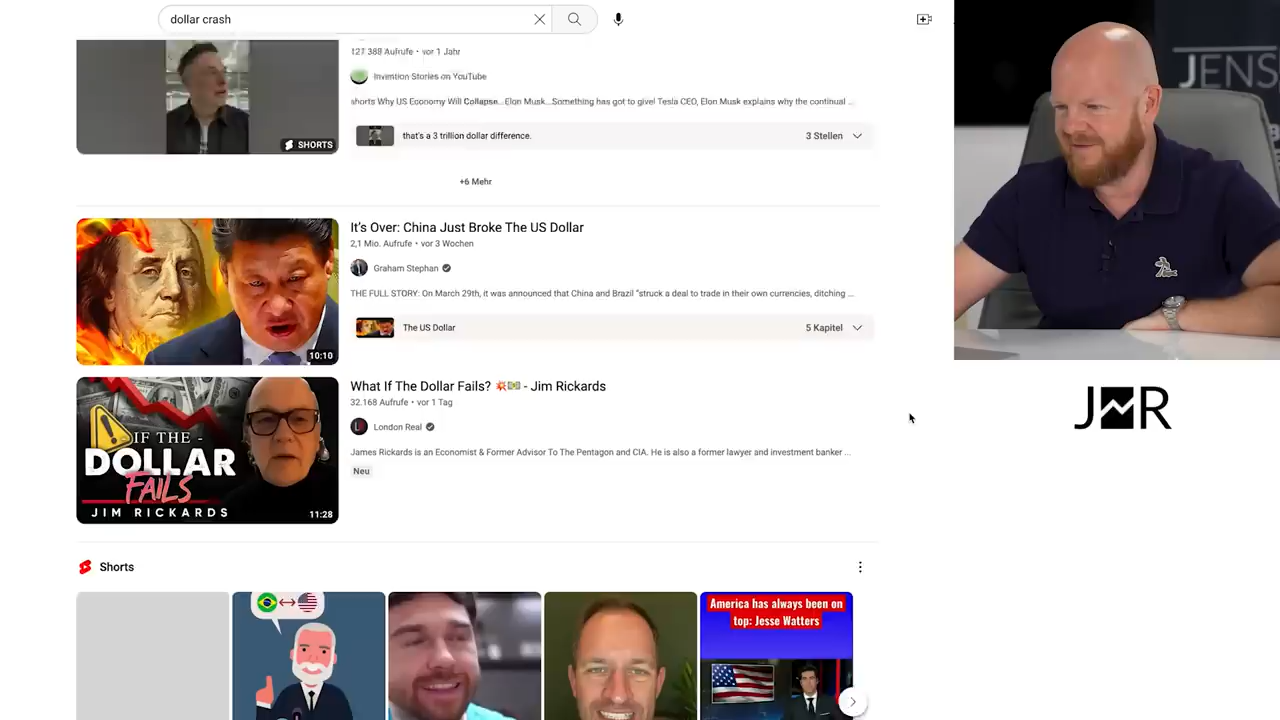 dollar crash
JENS
127.389 Aufrufe • vor 1 Jahr
Invention Stories on YouTube
shorts Why US Economy Will Collapse...Elon Musk...Something has got to give! Tesla CEO, Elon Musk explains why the continual ...
SHORTS
that's a 3 trillion dollar difference.
3 Stellen
+6 Mehr
It's Over: China Just Broke The US Dollar
2,1 Mio. Aufrufe • vor 3 Wochen
Graham Stephan
THE FULL STORY: On March 29th, it was announced that China and Brazil "struck a deal to trade in their own currencies, ditching ...
The US Dollar
5 Kapitel
10:10
What If The Dollar Fails? 💥💵 - Jim Rickards
32.168 Aufrufe • vor 1 Tag
London Real
James Rickards is an Economist & Former Advisor To The Pentagon and CIA. He is also a former lawyer and investment banker ...
Neu
IF THE -
DOLLAR
FAILS
JIM RICKARDS
11:28
JMR
Shorts
America has always been on
top: Jesse Watters